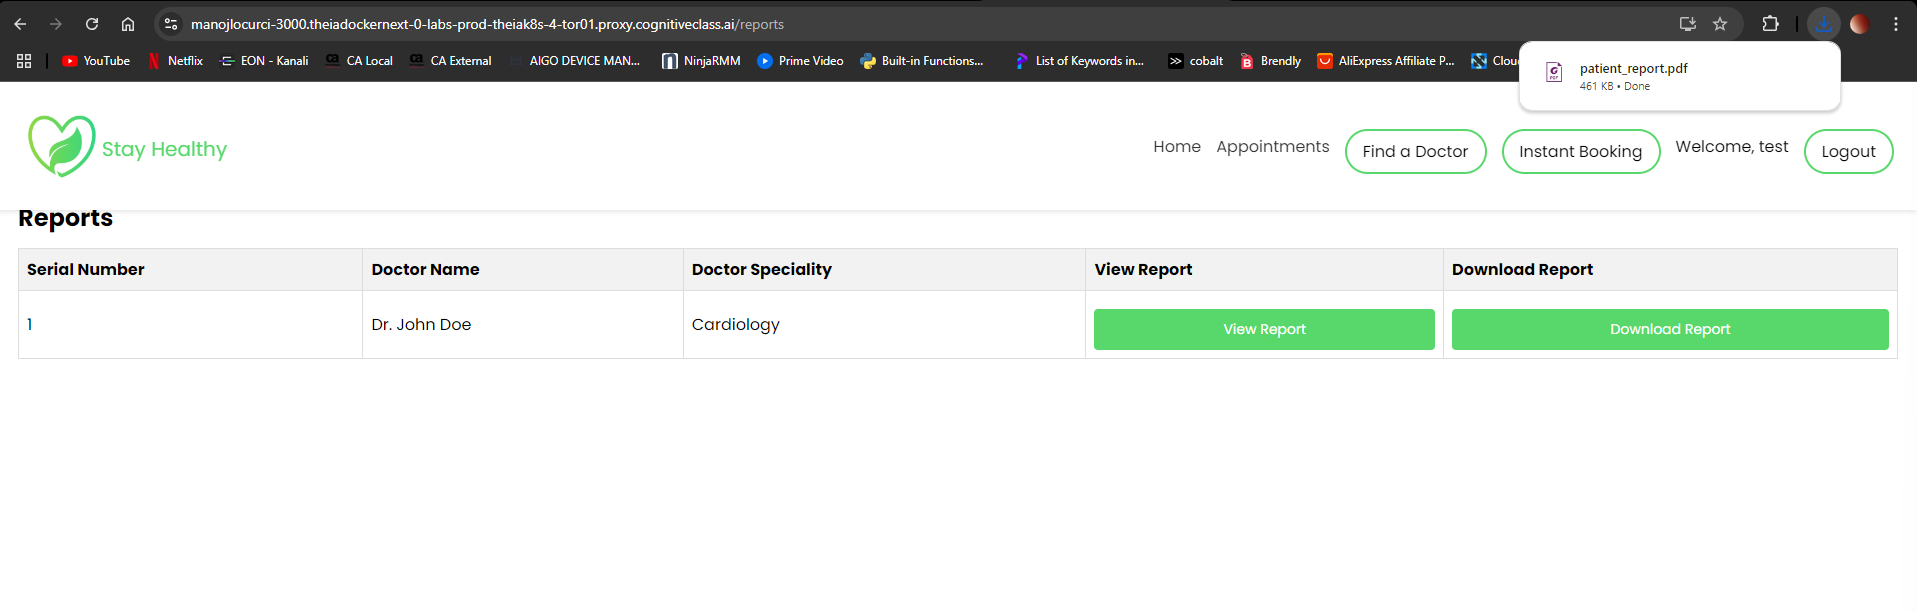 manojlocurci-3000.theiadockernext-0-labs-prod-theiak8s-4-tor01.proxy.cognitiveclass.ai/reports
YouTube Netflix EON - Kanali CA Local CA External AIGO DEVICE MAN... NinjaRMM Prime Video Built-in Functions... List of Keywords in... cobalt Brendly AliExpress Affiliate P... Clou
patient_report.pdf
461 KB • Done
Stay Healthy
Home Appointments Find a Doctor Instant Booking Welcome, test Logout
Reports
Serial Number Doctor Name Doctor Speciality View Report Download Report
1 Dr. John Doe Cardiology View Report Download Report